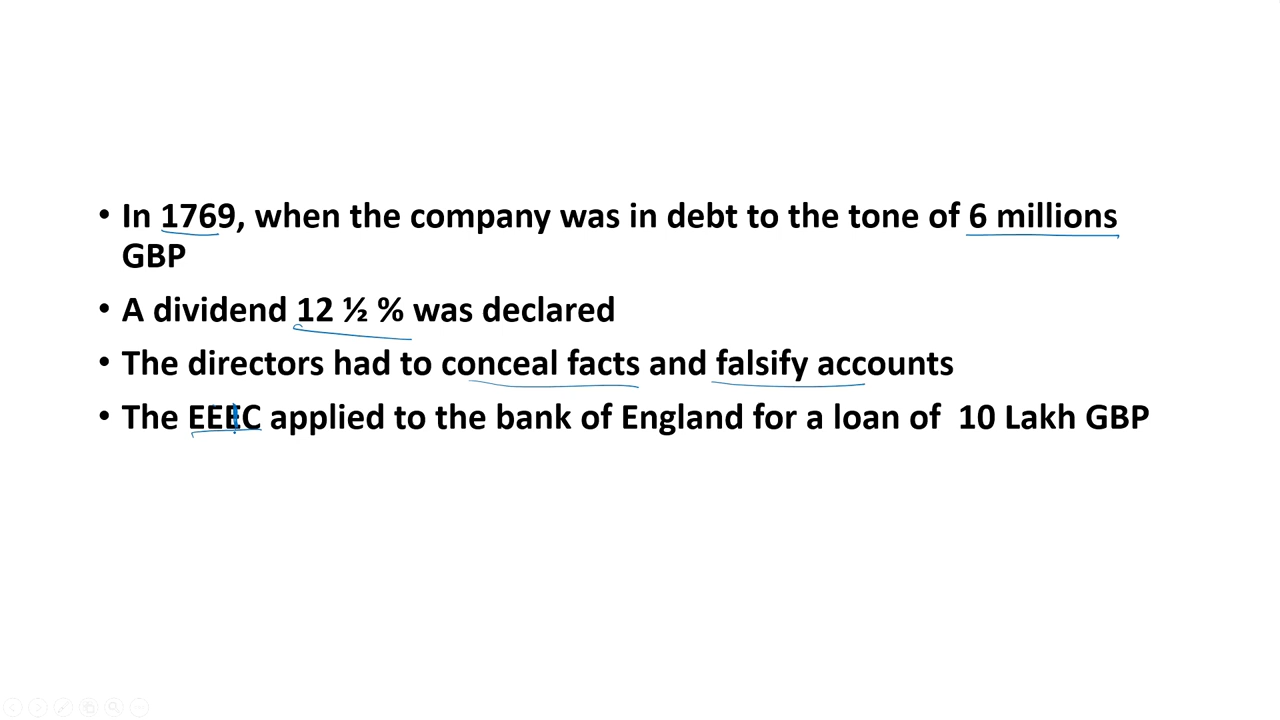 • In 1769, when the company was in debt to the tone of 6 millions
GBP
• A dividend 12 ½ % was declared
• The directors had to conceal facts and falsify accounts
• The EEEC applied to the bank of England for a loan of  10 Lakh GBP